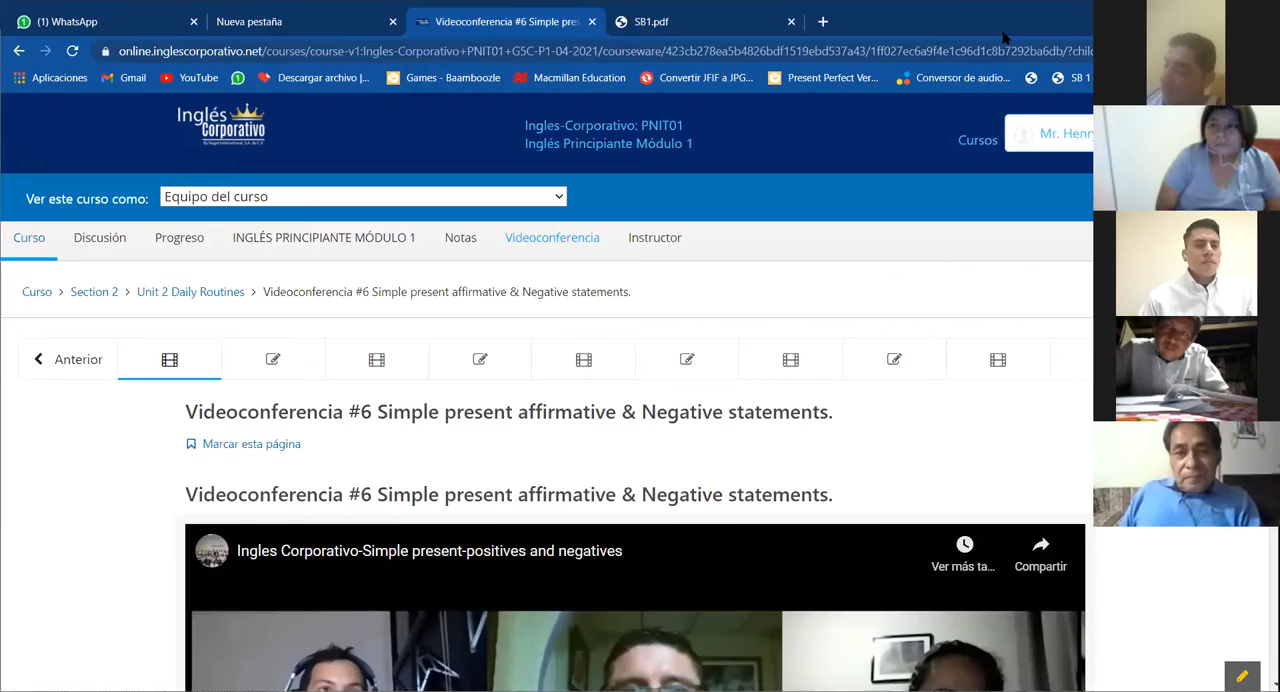 (1) WhatsApp
Nueva pestaña
Videoconferencia #6 Simple pres
SB1.pdf
online.inglescorporativo.net/courses/course-v1:Ingles-Corporativo+PNIT01+G5C-P1-04-2021/courseware/423cb278ea5b4826bdf1519ebd537a43/1ff027ec6a9f4e1c96d1c8b7292ba6db/?chilc
Aplicaciones
Gmail
YouTube
Descargar archivo |...
Games - Baamboozle
Macmillan Education
Convertir JFIF a JPG...
Present Perfect Ver...
Conversor de audio...
SB 1
Inglés
Corporativo
Ingles-Corporativo: PNIT01
Inglés Principiante Módulo 1
Cursos
Mr. Henry
Ver este curso como:
Equipo del curso
Curso
Discusión
Progreso
INGLÉS PRINCIPIANTE MÓDULO 1
Notas
Videoconferencia
Instructor
Curso > Section 2 > Unit 2 Daily Routines > Videoconferencia #6 Simple present affirmative & Negative statements.
Anterior
Videoconferencia #6 Simple present affirmative & Negative statements.
Marcar esta página
Videoconferencia #6 Simple present affirmative & Negative statements.
Ingles Corporativo-Simple present-positives and negatives
Ver más ta...
Compartir